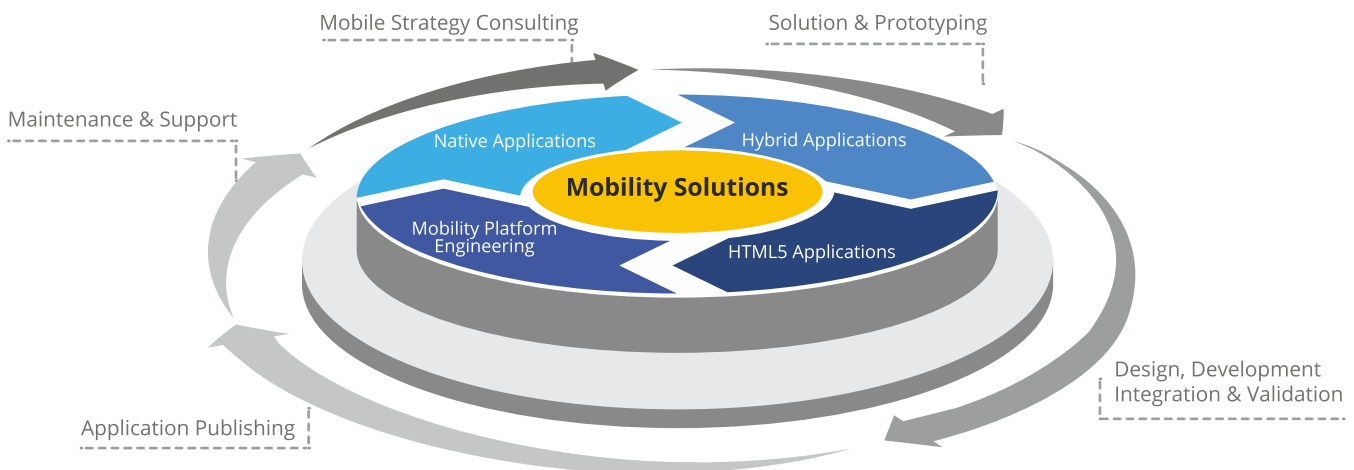 Mobile Strategy Consulting
Solution & Prototyping
Maintenance & Support
Native Applications
Hybrid Applications
Mobility Solutions
Mobility Platform
Engineering
HTML5 Applications
Design, Development
Integration & Validation
Application Publishing